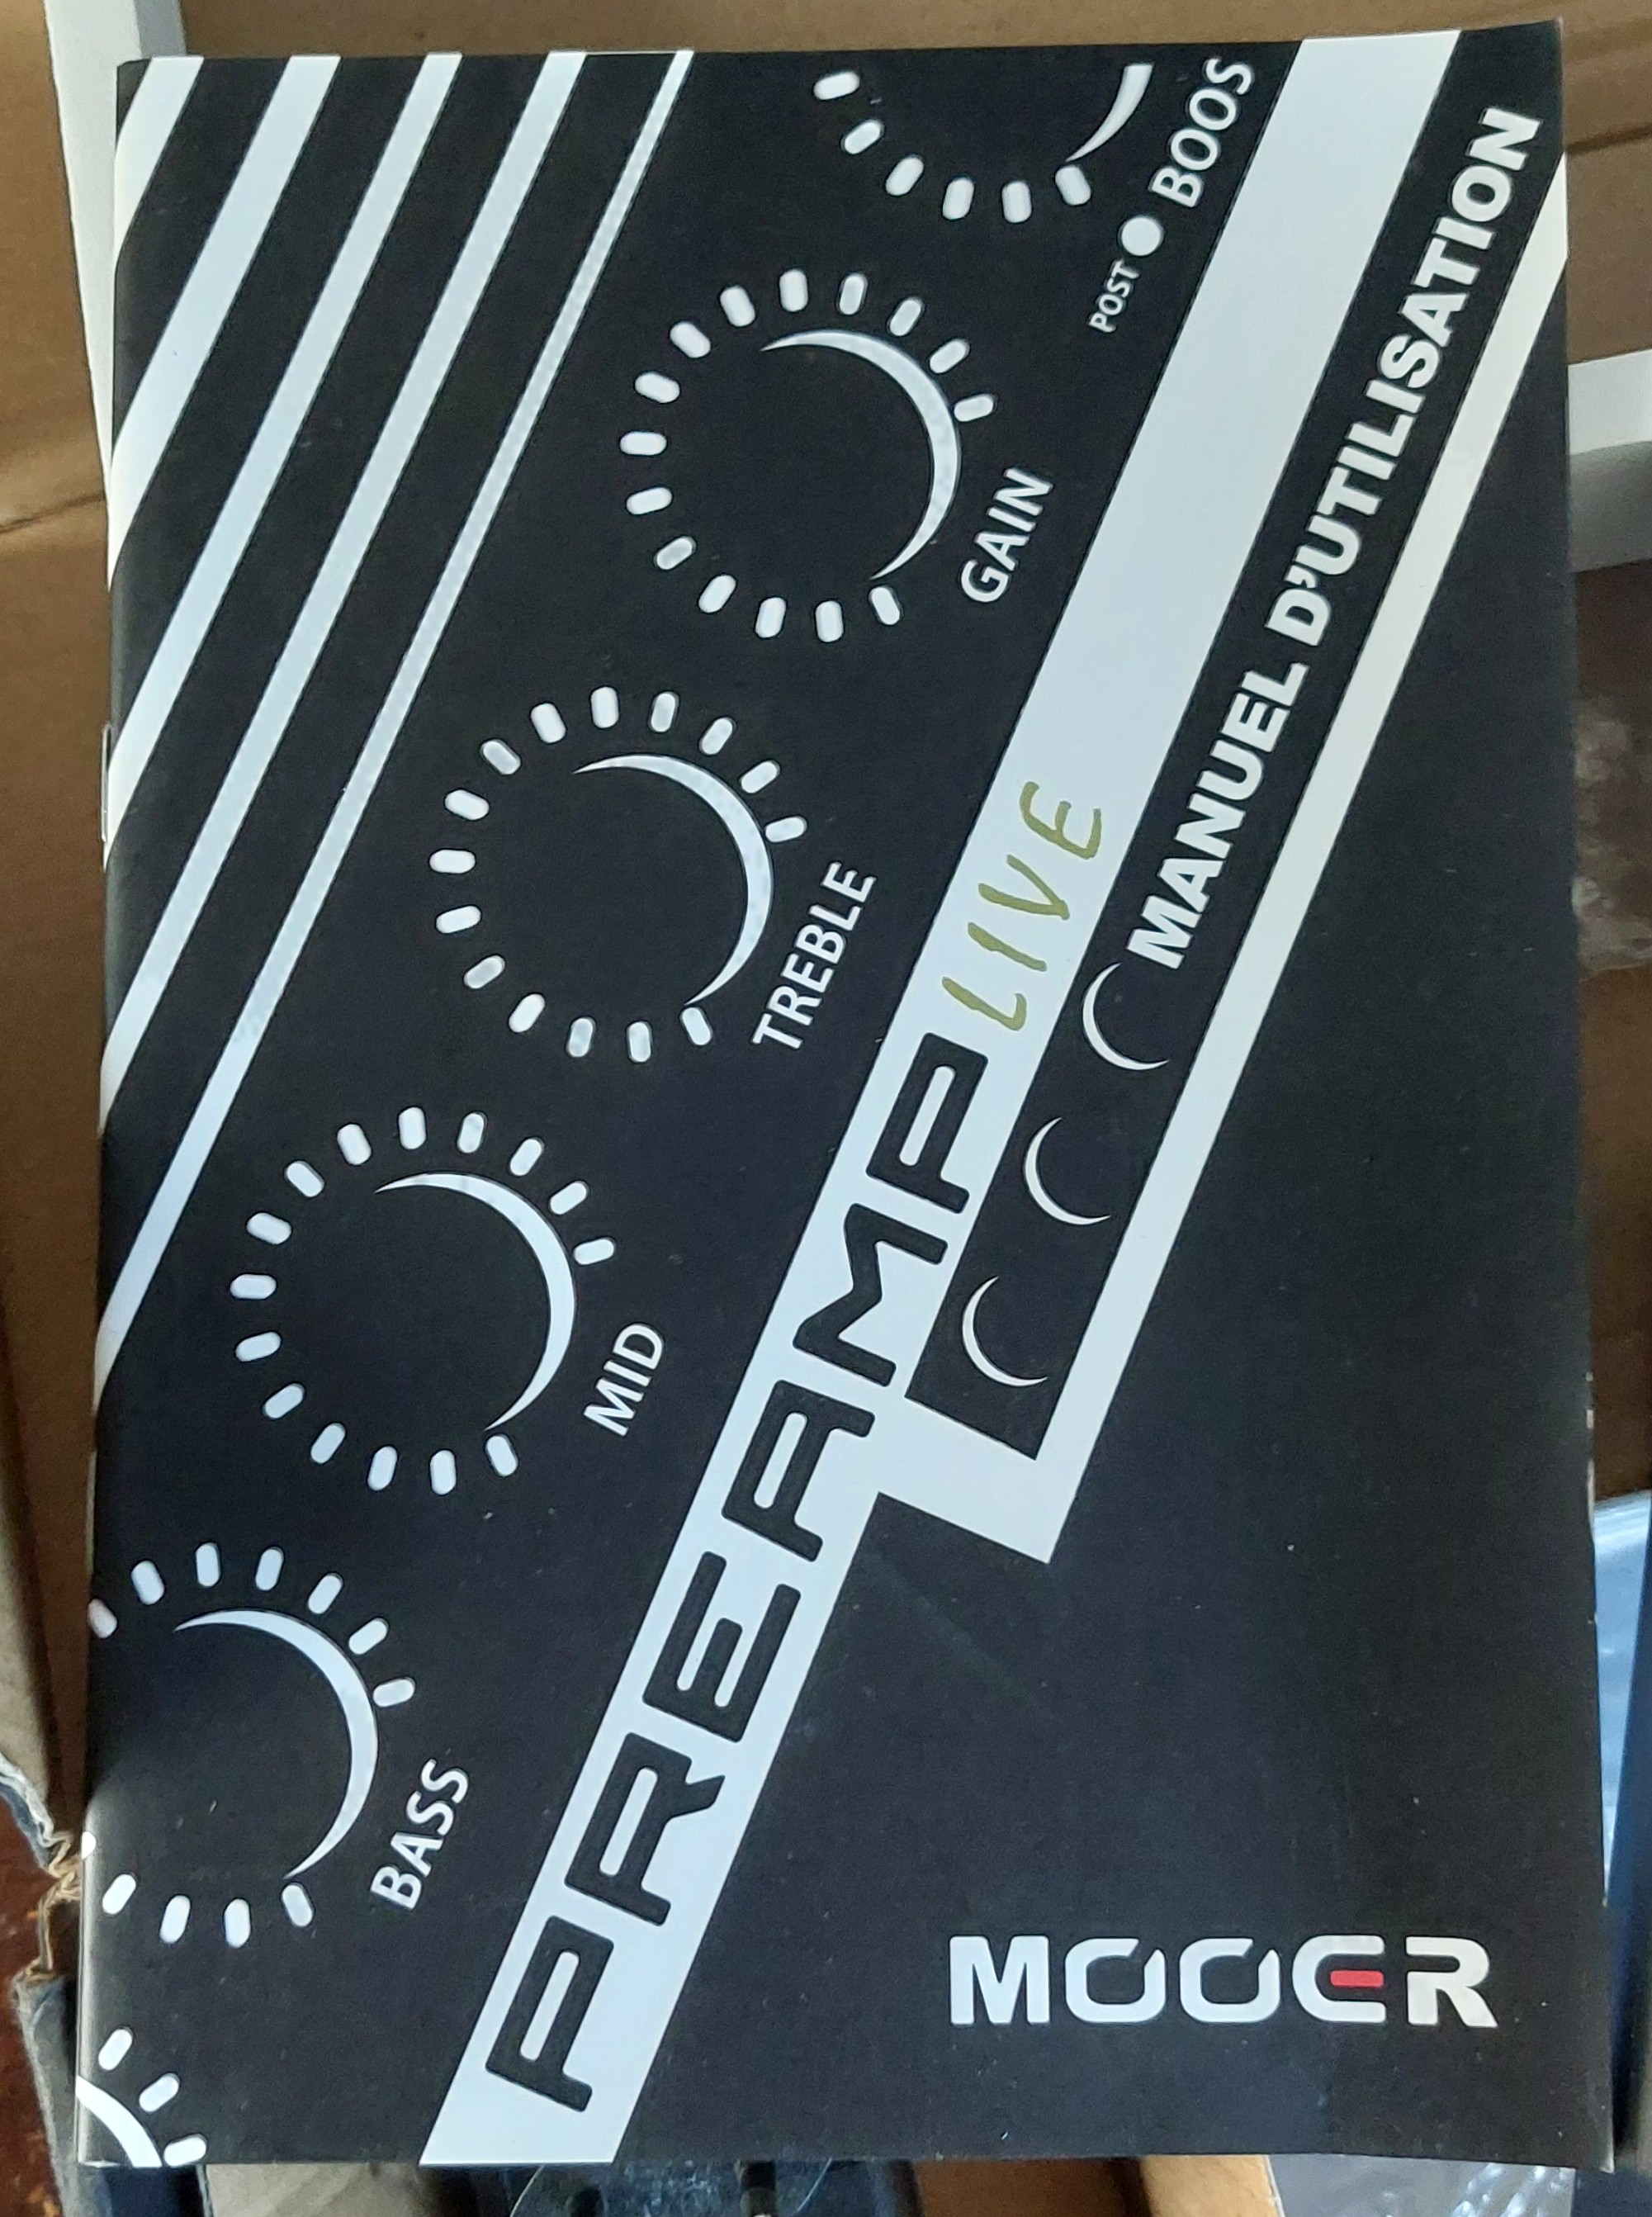 BASS
MID
TREBLE
GAIN
POST BOOS
PREAMP LIVE
MANUEL D'UTILISATION
MOOER